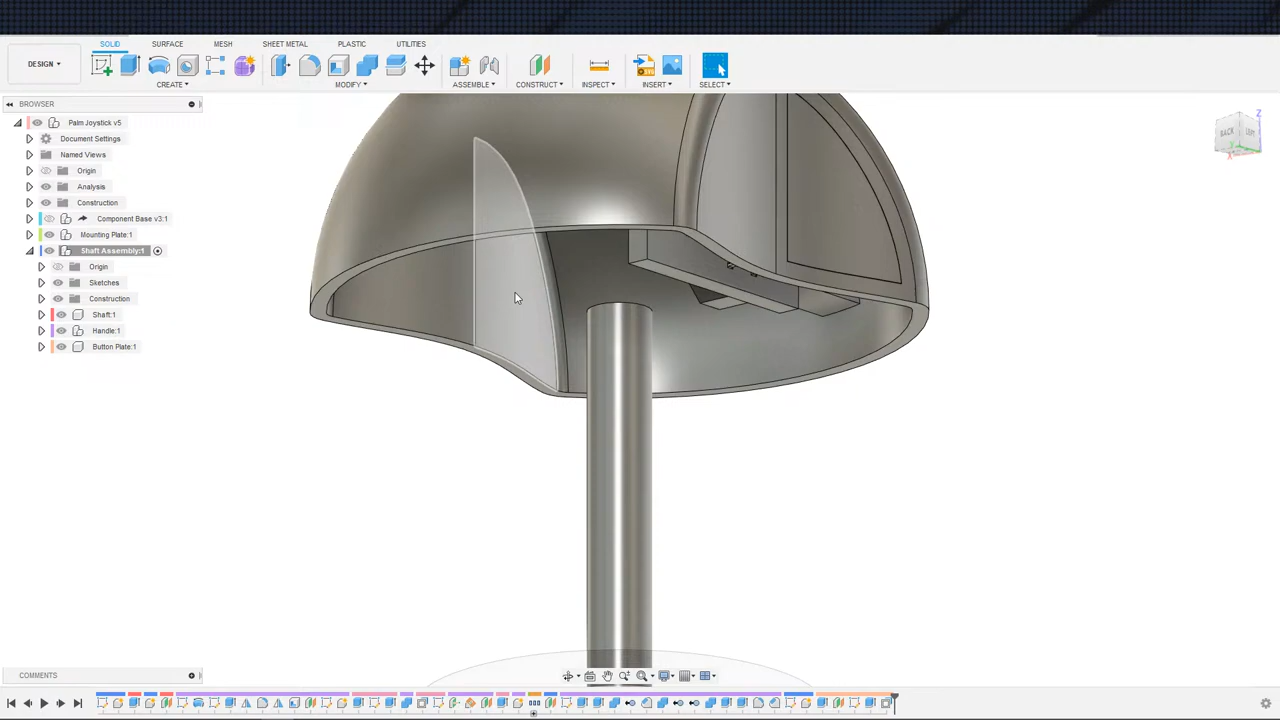 SOLID SURFACE MESH SHEET METAL PLASTIC UTILITIES
DESIGN
CREATE MODIFY ASSEMBLE CONSTRUCT INSPECT INSERT SELECT
BROWSER
Palm Joystick v5
Document Settings
Named Views
Origin
Analysis
Construction
Component Base v3:1
Mounting Plate:1
Shaft Assembly:1
Origin
Sketches
Construction
Shaft:1
Handle:1
Button Plate:1
BACK LEFT
Z
X
Y
COMMENTS